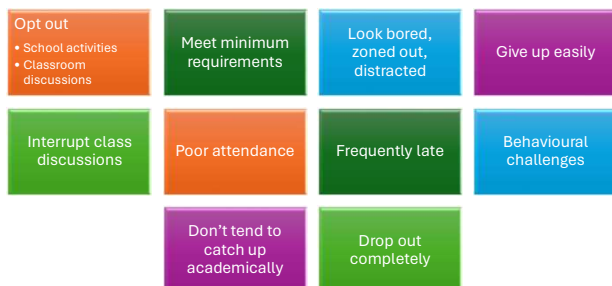 Opt out
• School activities
• Classroom
discussions
Meet minimum
requirements
Look bored,
zoned out,
distracted
Give up easily
Interrupt class
discussions
Poor attendance
Frequently late
Behavioural
challenges
Don't tend to
catch up
academically
Drop out
completely